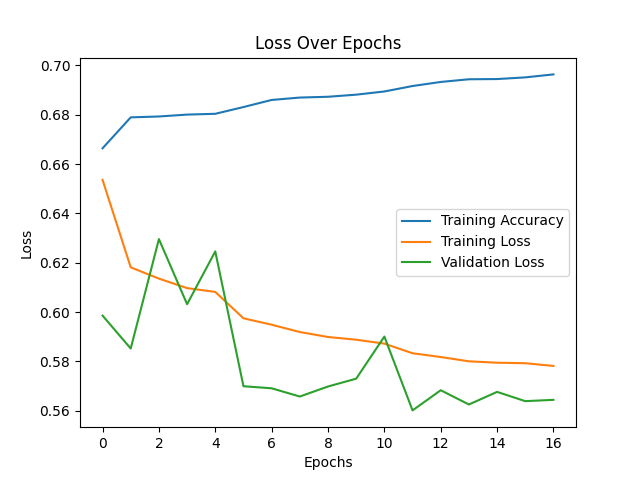 Loss Over Epochs
0.70
0.68
0.66
0.64
0.62
0.60
0.58
0.56
Loss
Training Accuracy
Training Loss
Validation Loss
0 2 4 6 8 10 12 14 16
Epochs